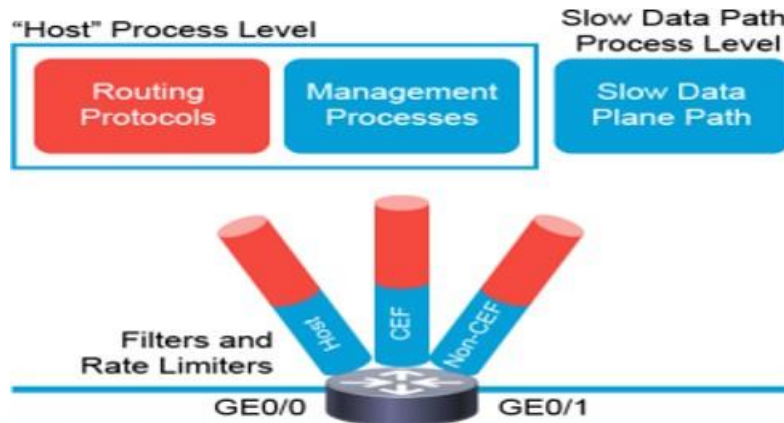 “Host” Process Level
Slow Data Path
Process Level
Routing
Protocols
Management
Processes
Slow Data
Plane Path
Host
CEF
Non-CEF
Filters and
Rate Limiters
GE0/0
GE0/1